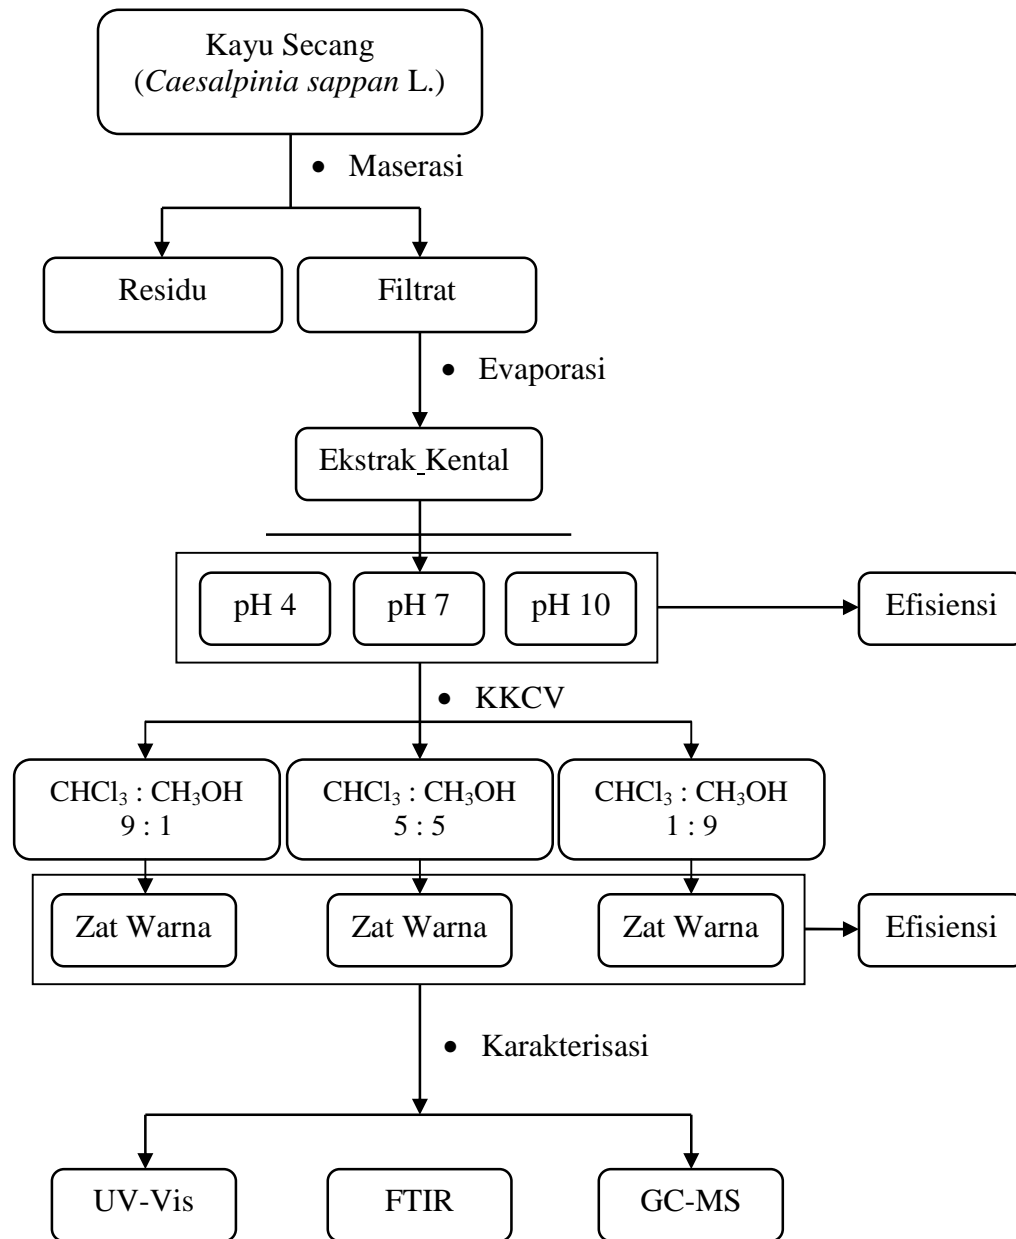 Kayu Secang
(Caesalpinia sappan L.)
• Maserasi
Residu
Filtrat
• Evaporasi
Ekstrak Kental
pH 4
pH 7
pH 10
Efisiensi
• KKCV
CHCl₃ : CH₃OH
9 : 1
CHCl₃ : CH₃OH
5 : 5
CHCl₃ : CH₃OH
1 : 9
Zat Warna
Zat Warna
Zat Warna
Efisiensi
• Karakterisasi
UV-Vis
FTIR
GC-MS